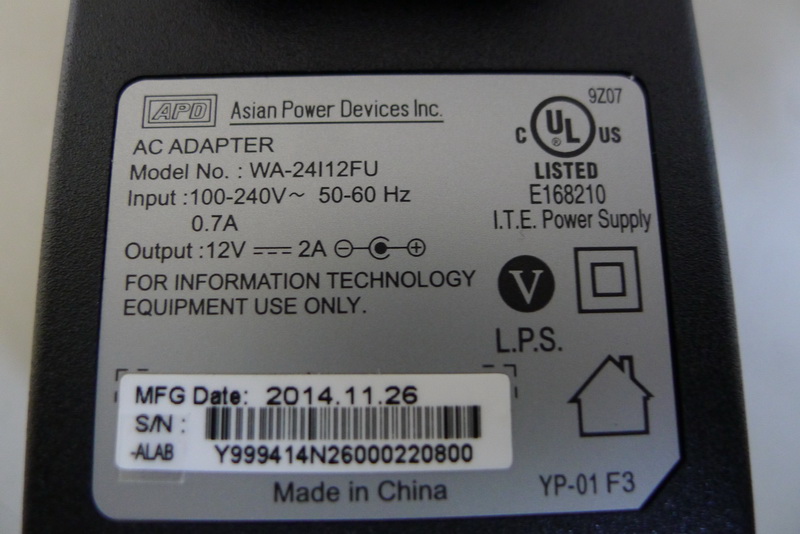 APD Asian Power Devices Inc.
9Z07
AC ADAPTER
Model No. : WA-24I12FU
Input :100-240V~ 50-60 Hz
0.7A
Output :12V 2A
FOR INFORMATION TECHNOLOGY
EQUIPMENT USE ONLY.
C UL ® US
LISTED
E168210
I.T.E. Power Supply
V
L.P.S.
MFG Date: 2014.11.26
S/N :
-ALAB Y999414N26000220800
Made in China
YP-01 F3